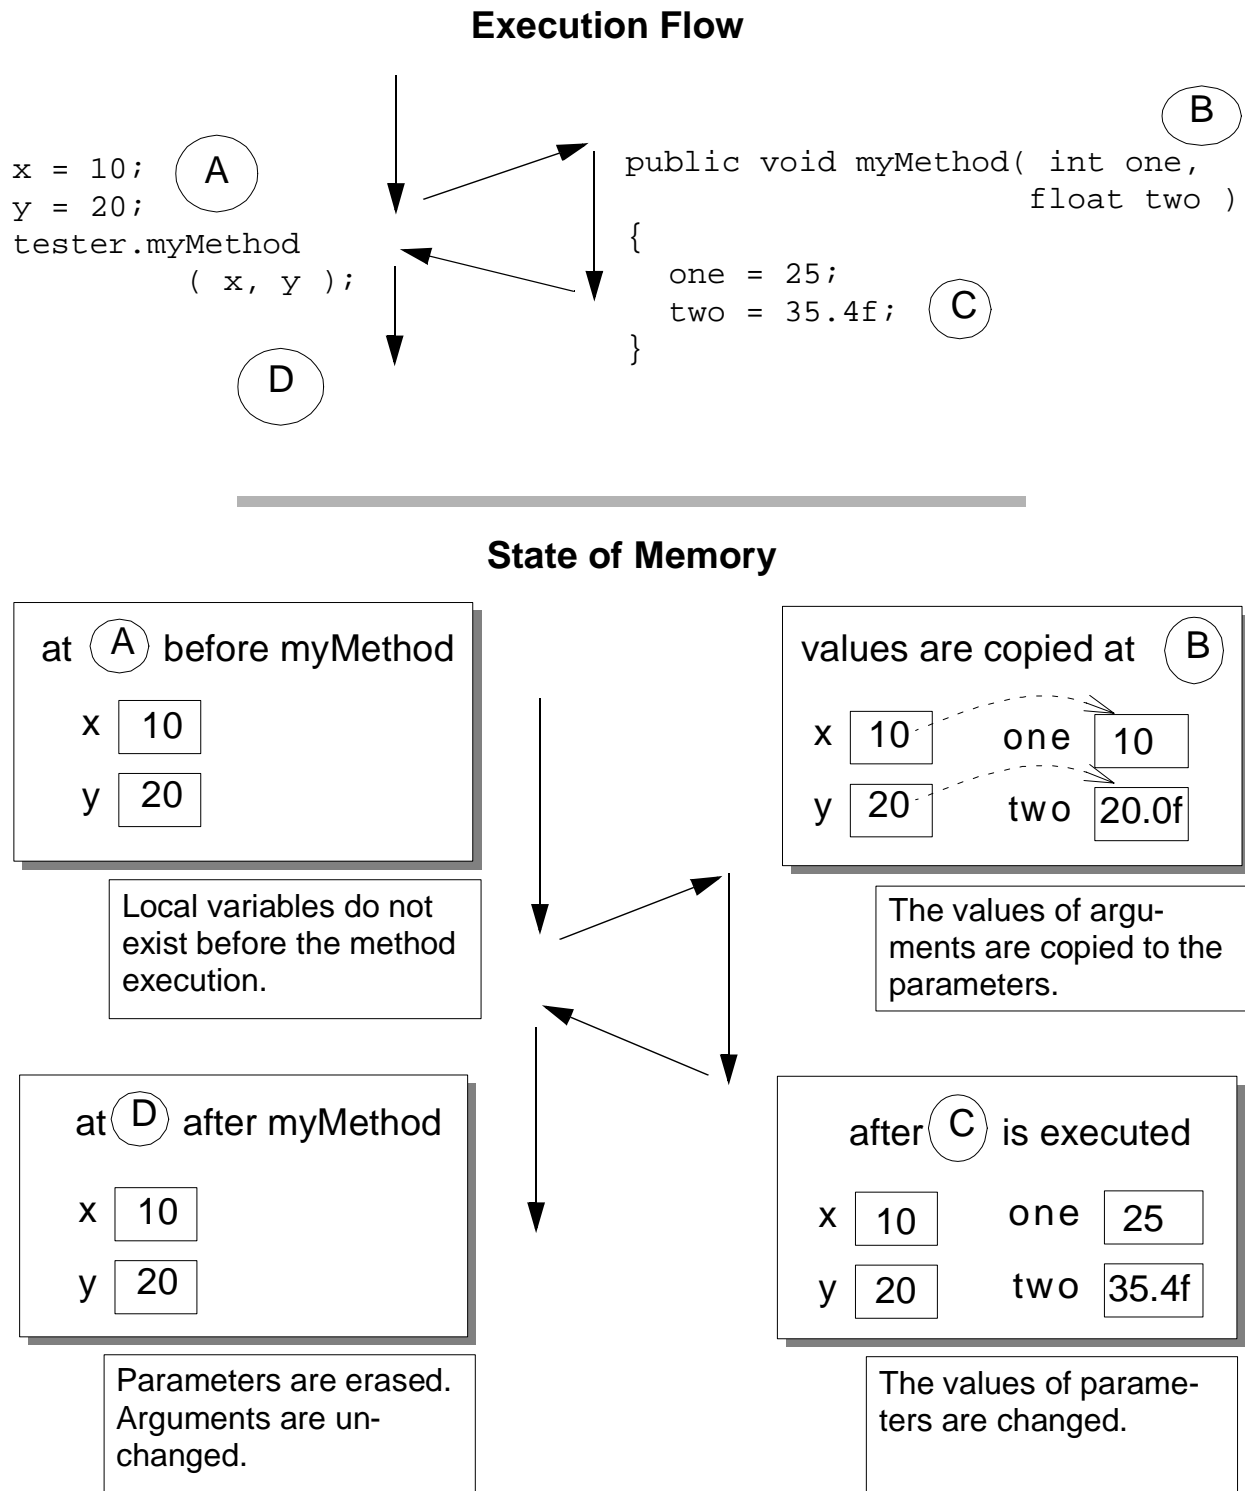 Execution Flow
A
B
x = 10;
y = 20;
tester.myMethod
( x, y );
public void myMethod( int one,
float two )
{
one = 25;
two = 35.4f;
}
C
D
State of Memory
at A before myMethod
x 10
y 20
Local variables do not
exist before the method
execution.
values are copied at B
x 10 one 10
y 20 two 20.0f
The values of argu-
ments are copied to the
parameters.
at D after myMethod
x 10
y 20
Parameters are erased.
Arguments are un-
changed.
after C is executed
x 10 one 25
y 20 two 35.4f
The values of parame-
ters are changed.